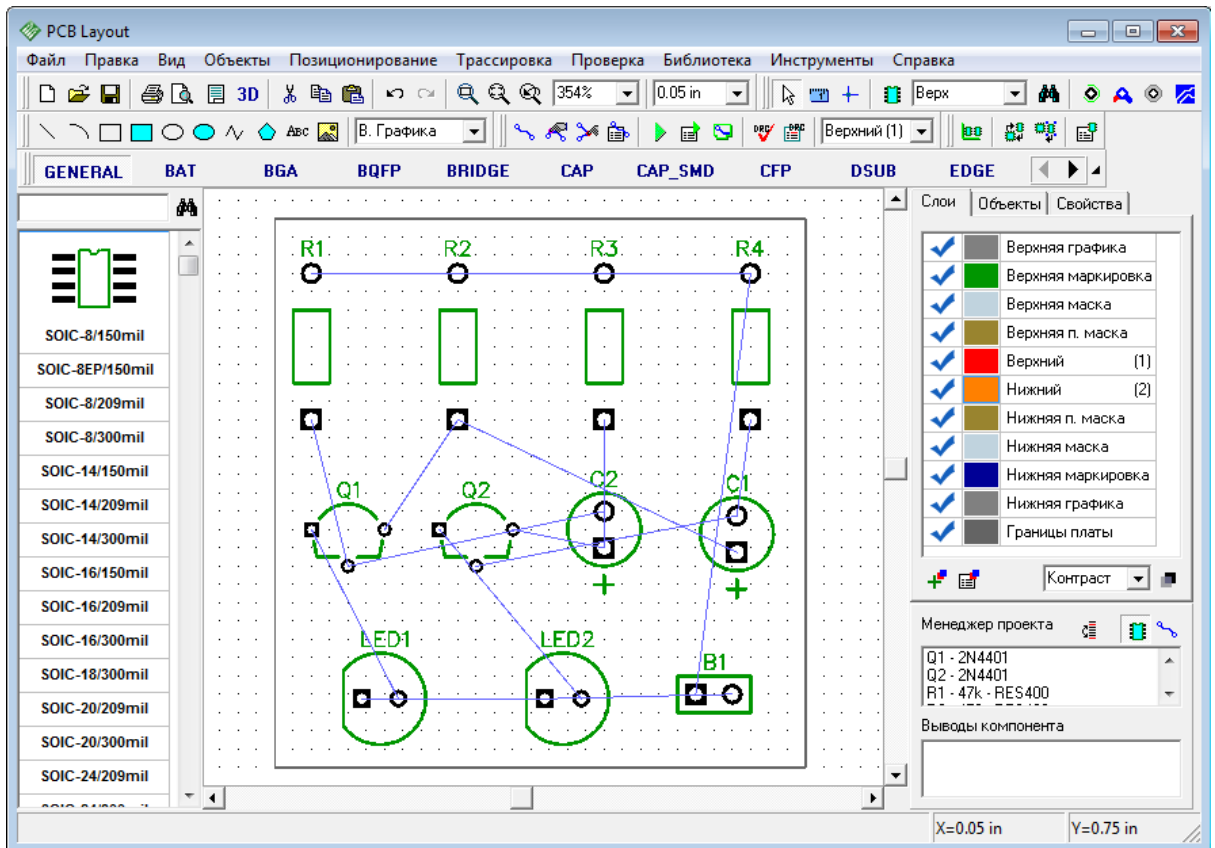 PCB Layout
Файл Правка Вид Объекты Позиционирование Трассировка Проверка Библиотека Инструменты Справка
3D 354% 0.05 in Верх
ABC В. Графика DRC DRC Верхний (1)
GENERAL BAT BGA BQFP BRIDGE CAP CAP_SMD CFP DSUB EDGE
SOIC-8/150mil
SOIC-8EP/150mil
SOIC-8/209mil
SOIC-8/300mil
SOIC-14/150mil
SOIC-14/209mil
SOIC-14/300mil
SOIC-16/150mil
SOIC-16/209mil
SOIC-16/300mil
SOIC-18/300mil
SOIC-20/209mil
SOIC-20/300mil
SOIC-24/209mil
R1 R2 R3 R4
Q1 Q2 C2 C1
LED1 LED2 B1
Слои Объекты Свойства
Верхняя графика
Верхняя маркировка
Верхняя маска
Верхняя п. маска
Верхний (1)
Нижний (2)
Нижняя п. маска
Нижняя маска
Нижняя маркировка
Нижняя графика
Границы платы
Контраст
Менеджер проекта
Q1 - 2N4401
Q2 - 2N4401
R1 - 47k - RES400
Выводы компонента
X=0.05 in Y=0.75 in